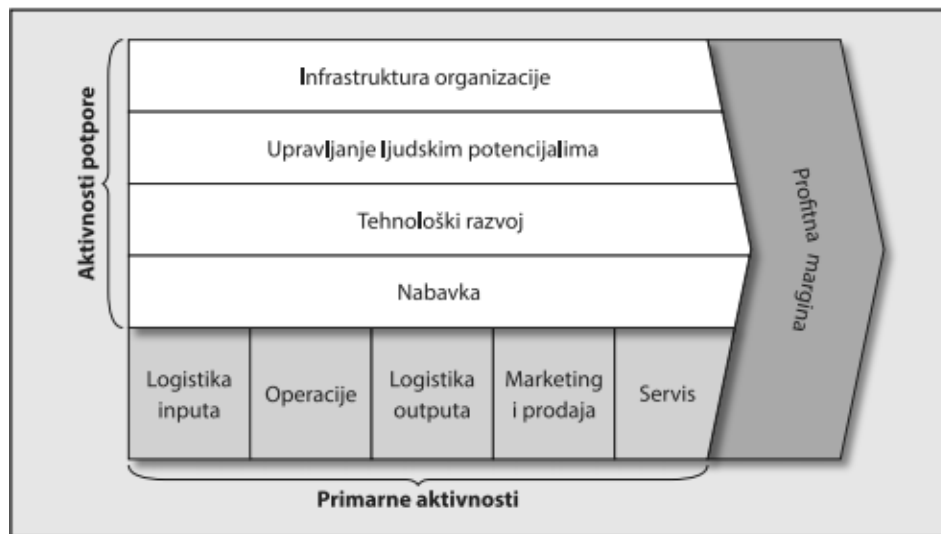 Aktivnosti potpore
Infrastruktura organizacije
Upravljanje ljudskim potencijalima
Tehnološki razvoj
Nabavka
Logistika
inputa
Operacije
Logistika
outputa
Marketing
i prodaja
Servis
Profitna margina
Primarne aktivnosti